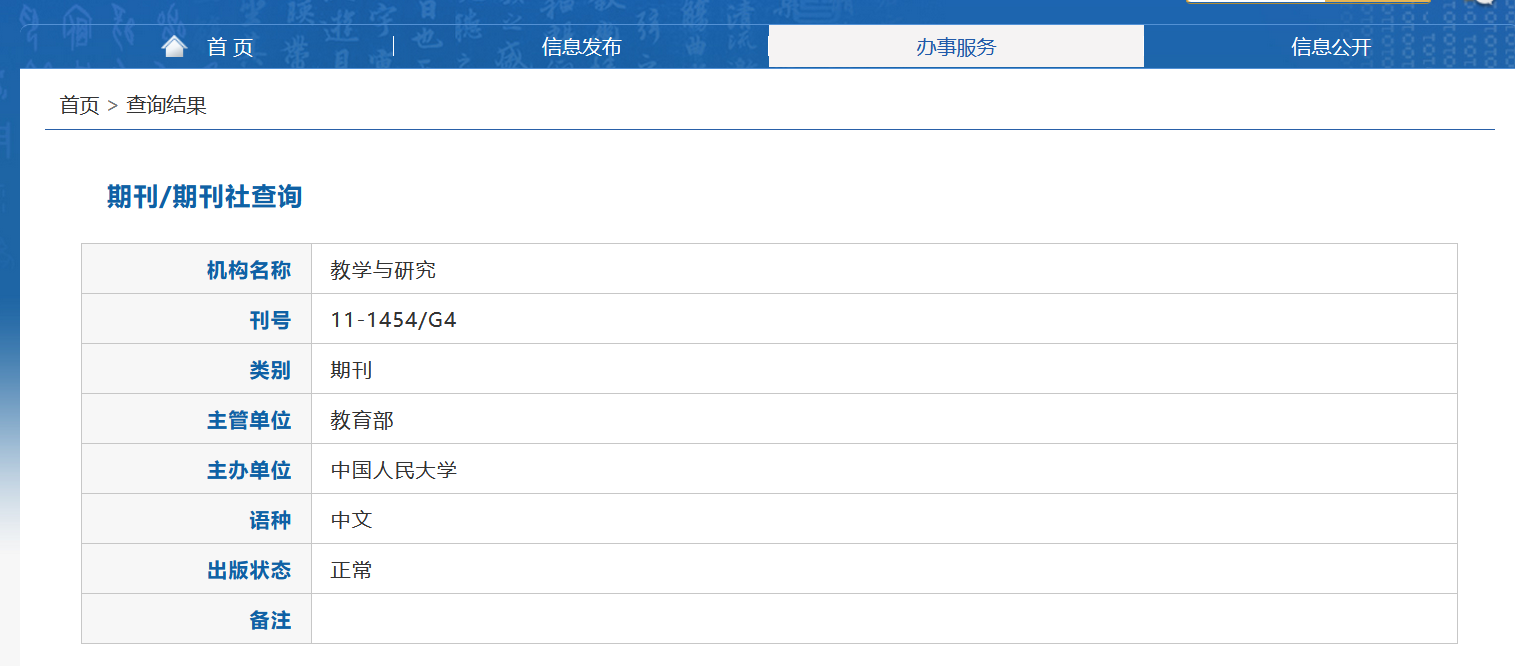 首 页 信息发布 办事服务 信息公开
首页 > 查询结果
期刊/期刊社查询
机构名称 教学与研究
刊号 11-1454/G4
类别 期刊
主管单位 教育部
主办单位 中国人民大学
语种 中文
出版状态 正常
备注